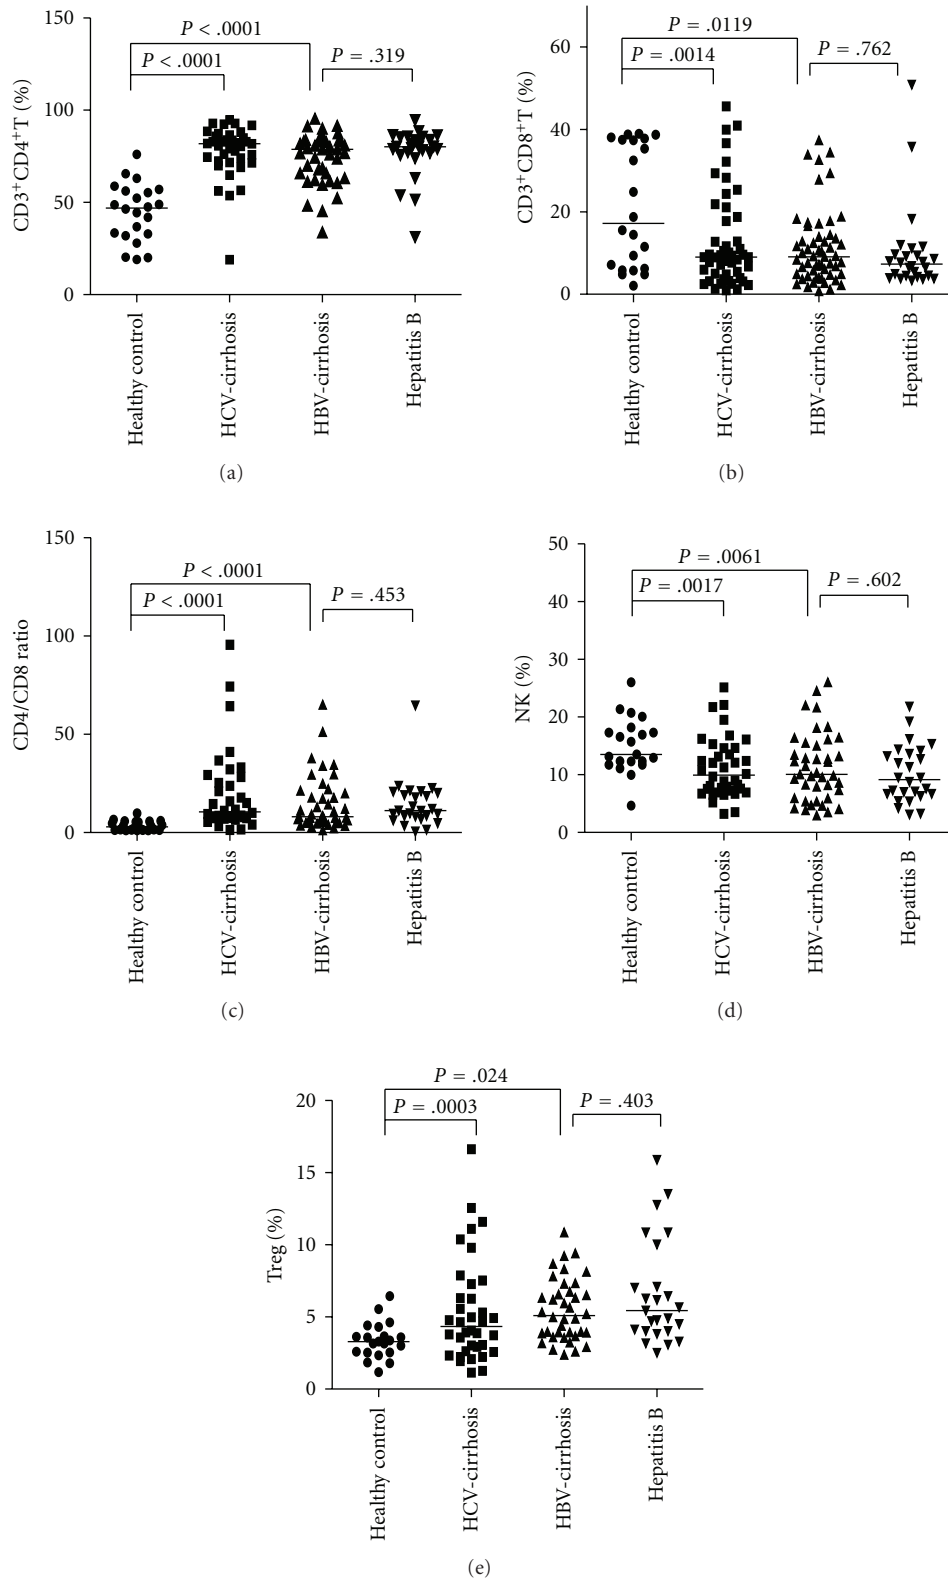 150
100
50
0
CD3+CD4+T (%)
P < .0001
P < .0001
P = .319
Healthy control
HCV-cirrhosis
HBV-cirrhosis
Hepatitis B
(a)
60
40
20
0
CD3+CD8+T (%)
P = .0119
P = .0014
P = .762
Healthy control
HCV-cirrhosis
HBV-cirrhosis
Hepatitis B
(b)
150
100
50
0
CD4/CD8 ratio
P < .0001
P < .0001
P = .453
Healthy control
HCV-cirrhosis
HBV-cirrhosis
Hepatitis B
(c)
50
40
30
20
10
0
NK (%)
P = .0061
P = .0017
P = .602
Healthy control
HCV-cirrhosis
HBV-cirrhosis
Hepatitis B
(d)
20
15
10
5
0
Treg (%)
P = .024
P = .0003
P = .403
Healthy control
HCV-cirrhosis
HBV-cirrhosis
Hepatitis B
(e)